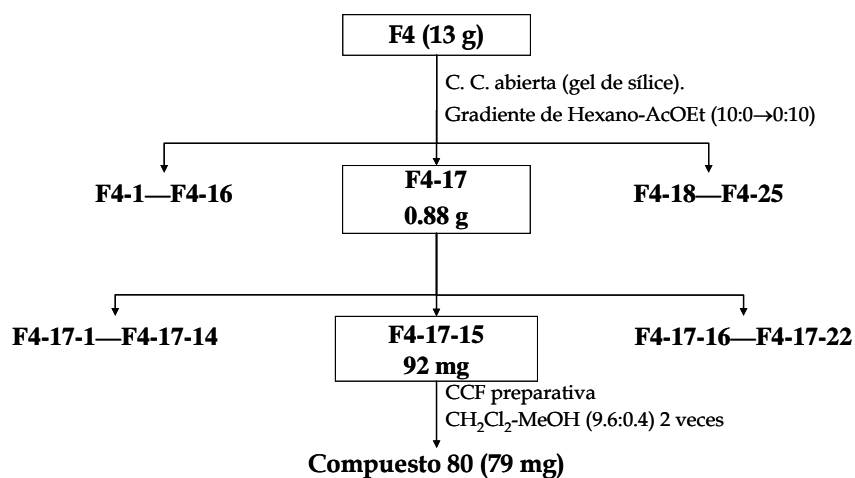 F4 (13 g)
C. C. abierta (gel de sílice).
Gradiente de Hexano-AcOEt (10:0→0:10)
F4-1—F4-16
F4-17
0.88 g
F4-18—F4-25
F4-17-1—F4-17-14
F4-17-15
92 mg
F4-17-16—F4-17-22
CCF preparativa
CH₂Cl₂-MeOH (9.6:0.4) 2 veces
Compuesto 80 (79 mg)